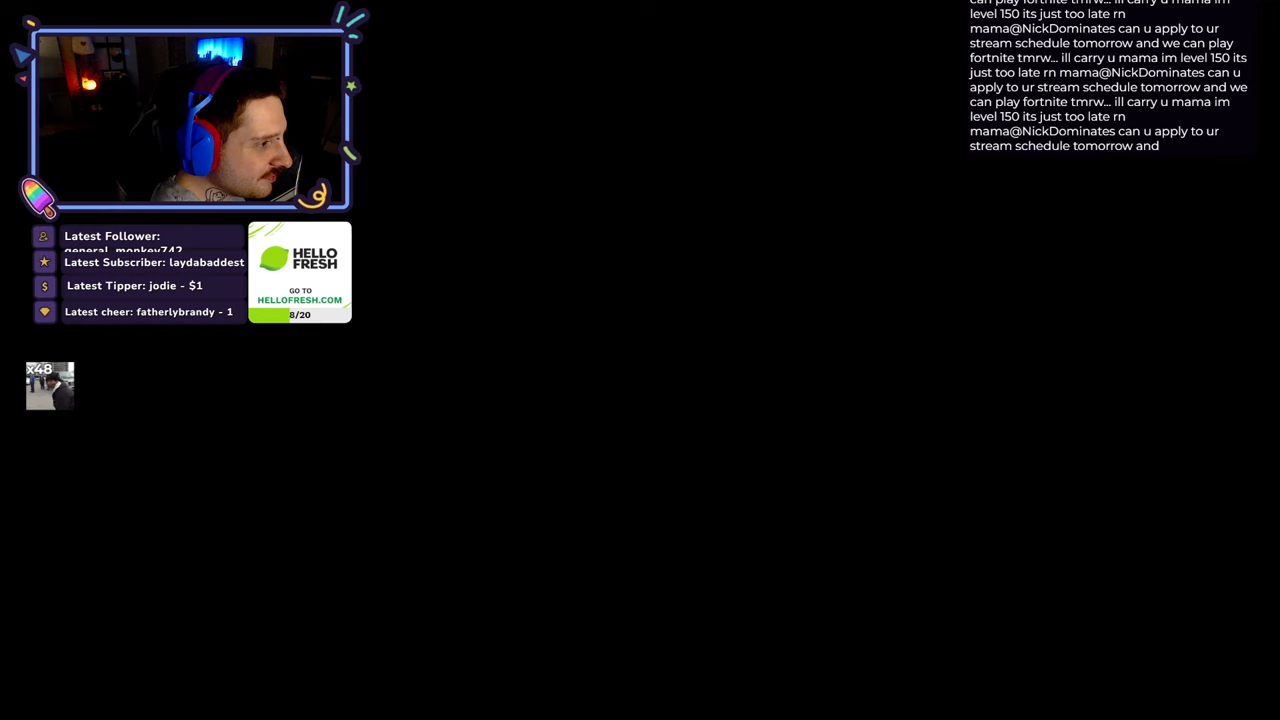 can play fortnite tmrw... ill carry u mama im
level 150 its just too late rn
mama@NickDominates can u apply to ur
stream schedule tomorrow and we can play
fortnite tmrw... ill carry u mama im level 150 its
just too late rn mama@NickDominates can u
apply to ur stream schedule tomorrow and we
can play fortnite tmrw... ill carry u mama im
level 150 its just too late rn
mama@NickDominates can u apply to ur
stream schedule tomorrow and
Latest Follower:
general_monkey742
Latest Subscriber: laydabaddest
Latest Tipper: jodie - $1
Latest cheer: fatherlybrandy - 1
HELLO
FRESH
GO TO
HELLOFRESH.COM
8/20
x48